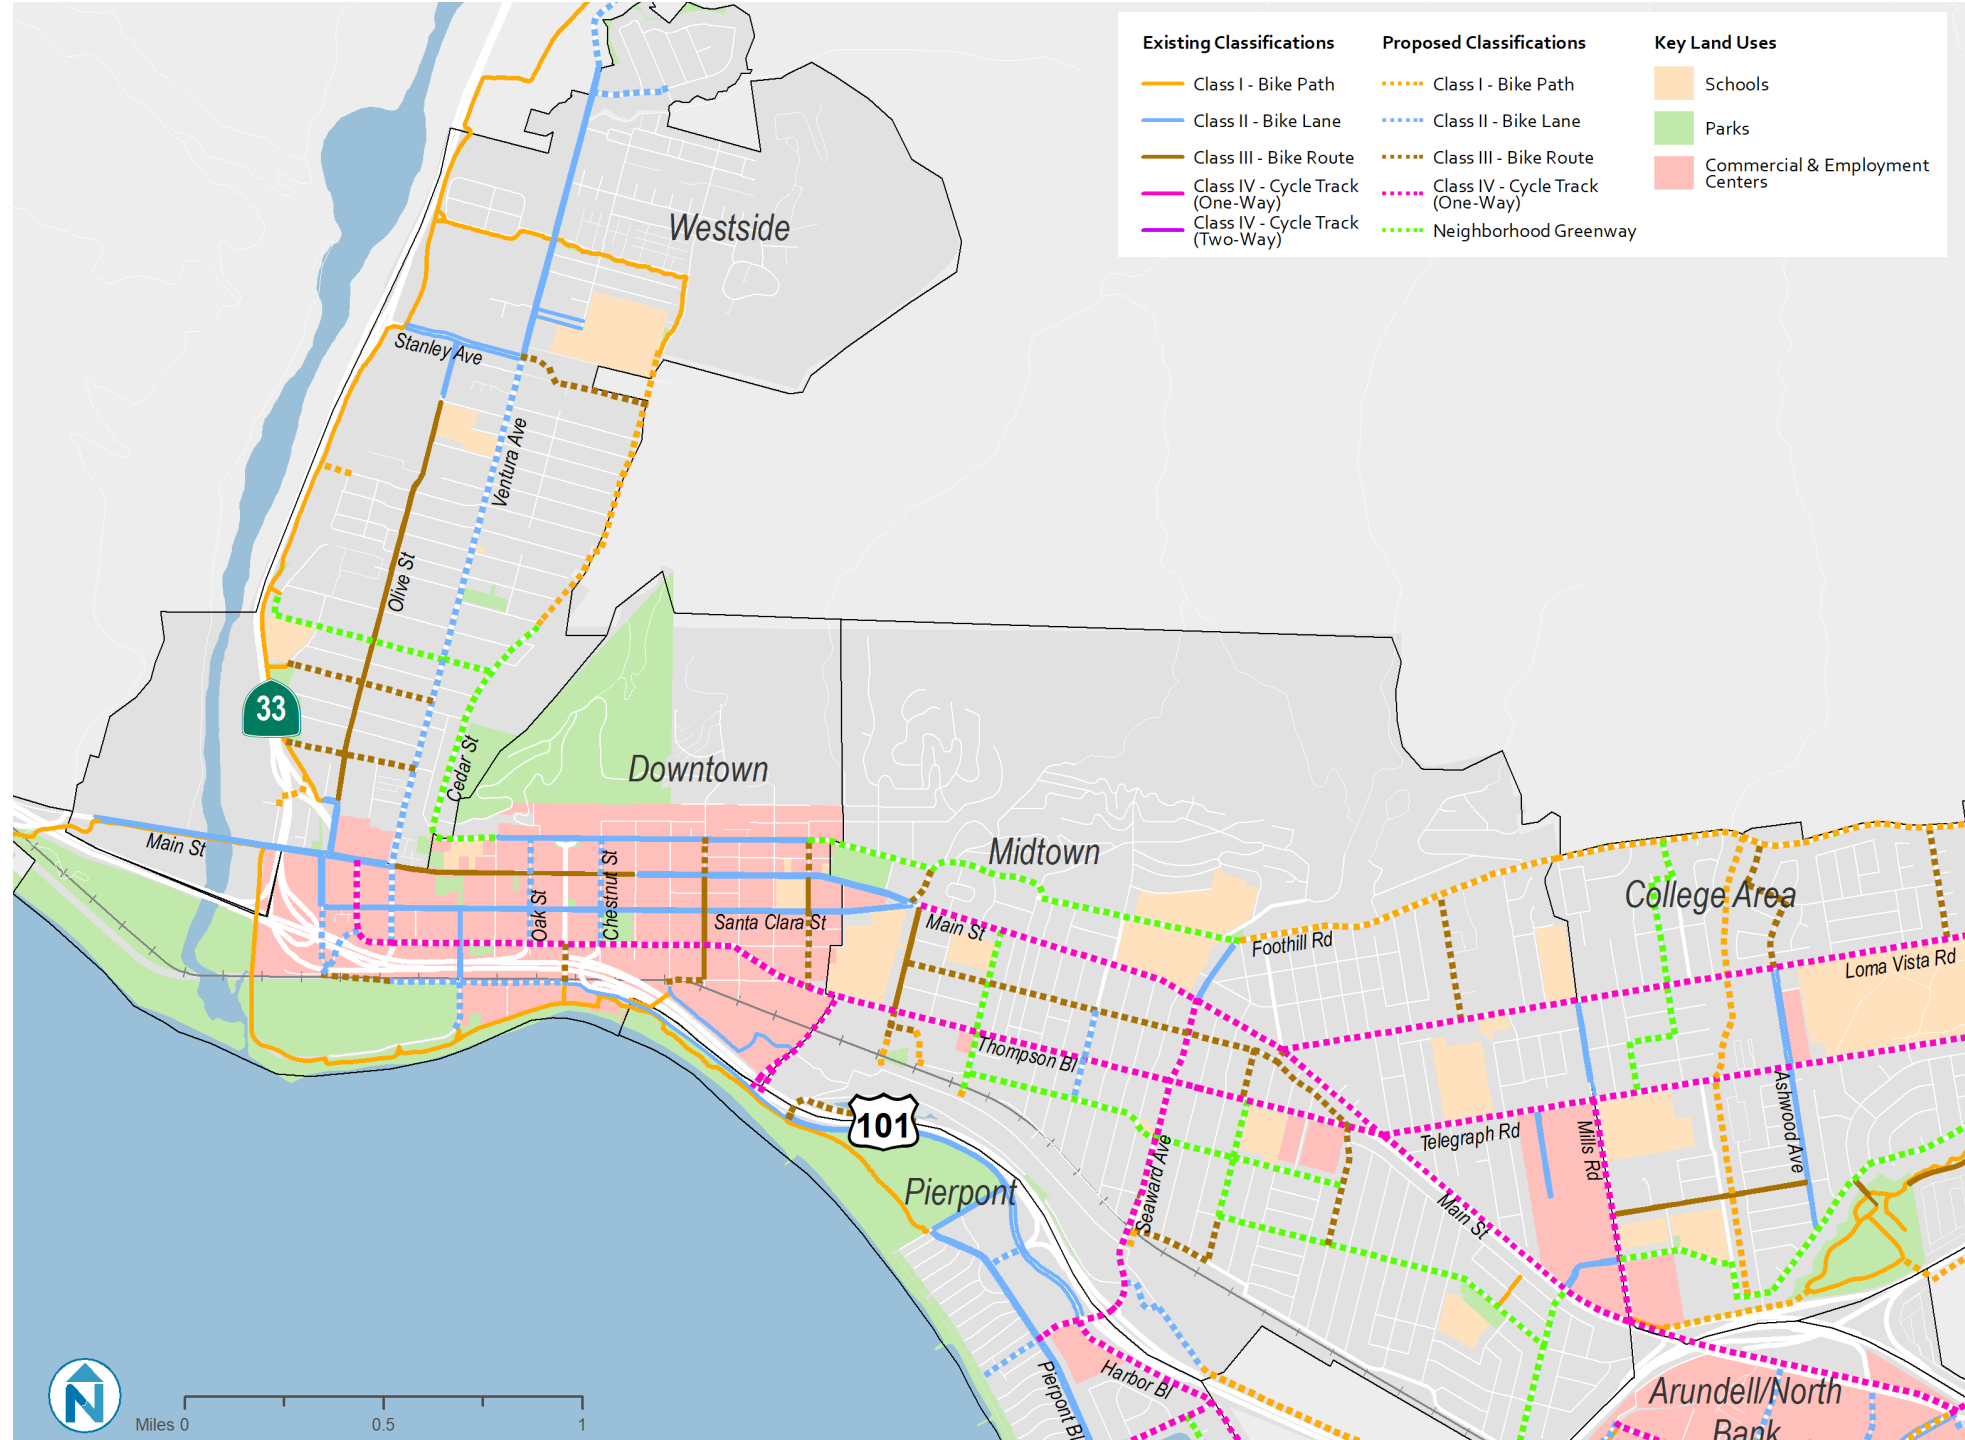 Existing Classifications
Class I - Bike Path
Class II - Bike Lane
Class III - Bike Route
Class IV - Cycle Track
(One-Way)
Class IV - Cycle Track
(Two-Way)
Proposed Classifications
Class I - Bike Path
Class II - Bike Lane
Class III - Bike Route
Class IV - Cycle Track
(One-Way)
Neighborhood Greenway
Key Land Uses
Schools
Parks
Commercial & Employment
Centers
Westside
Stanley Ave
Ventura Ave
Olive St
33
Cedar St
Downtown
Main St
Oak St
Chestnut St
Santa Clara St
Midtown
Main St
Foothill Rd
College Area
Loma Vista Rd
Thompson Bl
Ashwood Ave
101
Telegraph Rd
Mills Rd
Seaward Ave
Pierpont
Main St
Pierpont Bl
Harbor Bl
Arundell/North
Bank
N
Miles 0
0.5
1